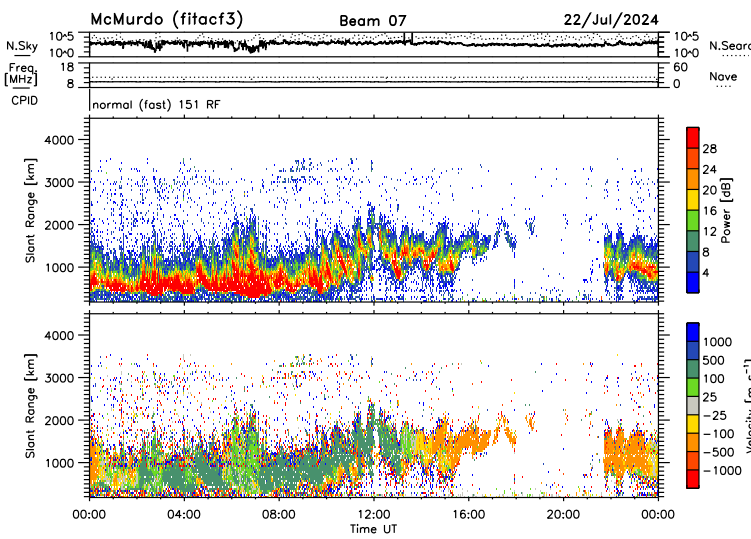 McMurdo (fitacf3) Beam 07 22/Jul/2024
N.Sky 10^5 10^0 10^5 10^0
Freq. [MHz] 18 8 60 0 Nave
CPID normal (fast) 151 RF
Slant Range [km]
4000
3000
2000
1000
Power [dB]
28
24
20
16
12
8
4
Slant Range [km]
4000
3000
2000
1000
1000
500
100
25
-25
-100
-500
-1000
00:00 04:00 08:00 12:00 16:00 20:00 00:00
Time UT